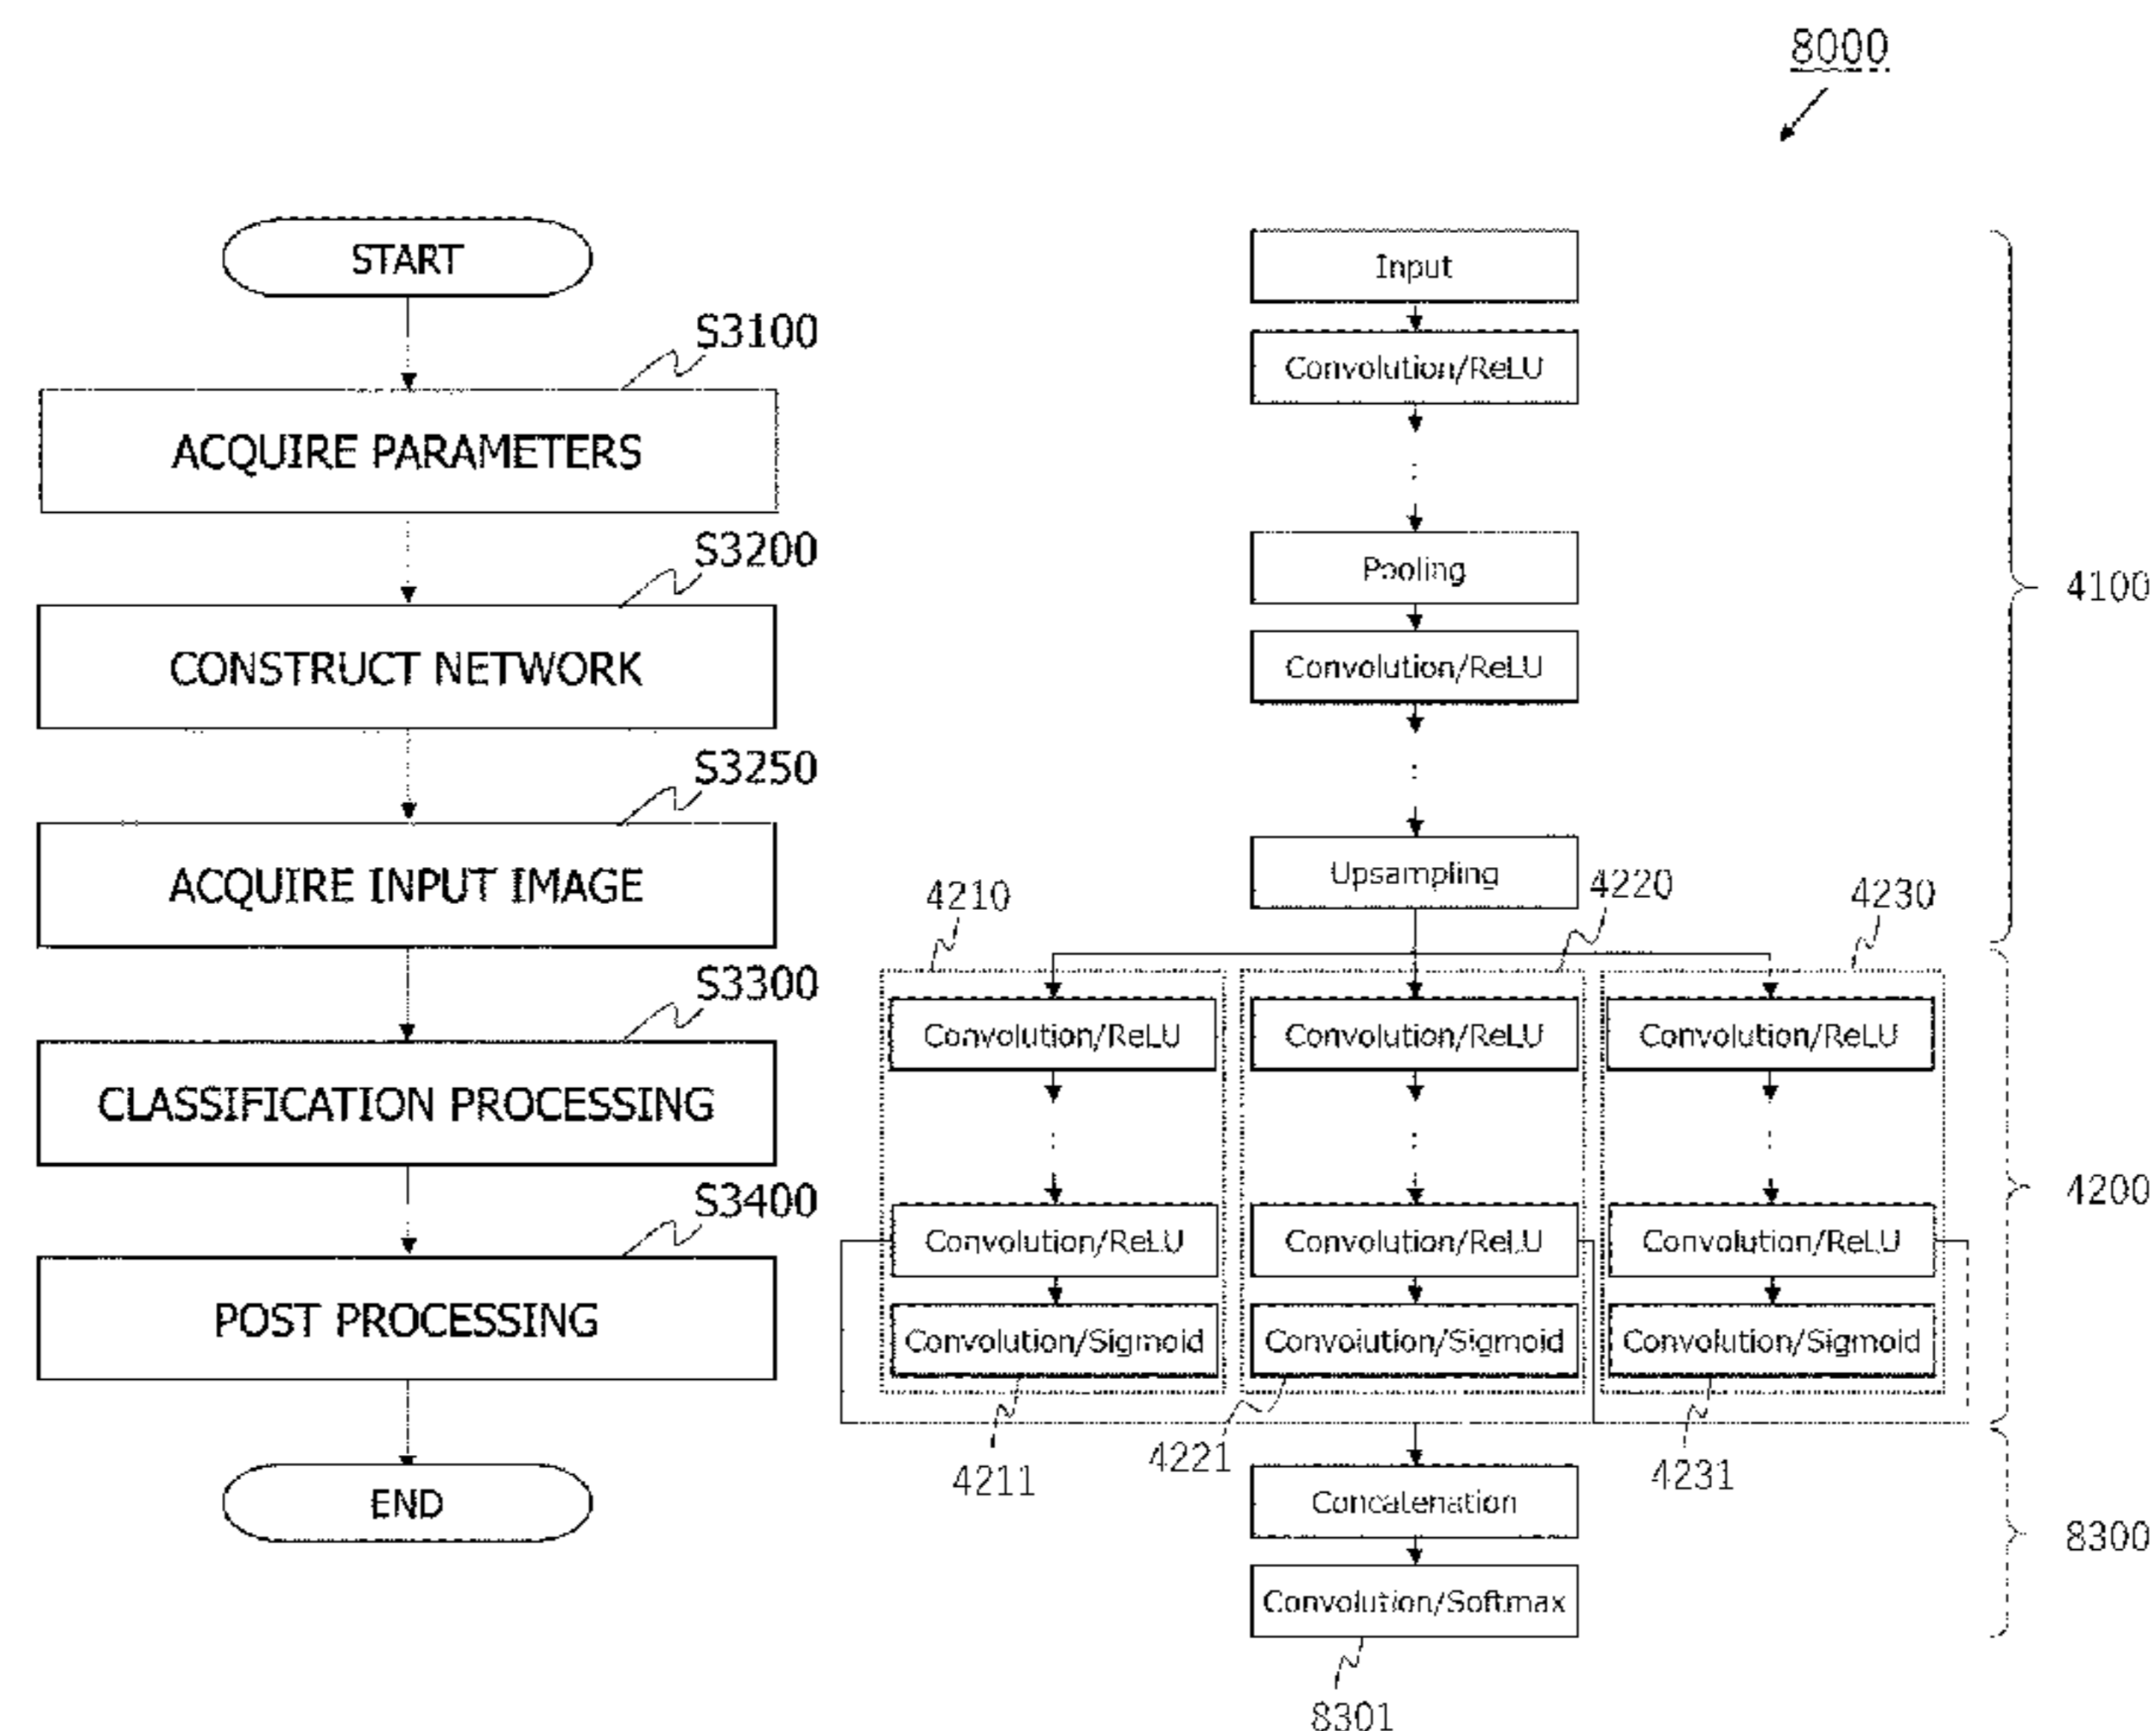 8000
START
S3100
ACQUIRE PARAMETERS
S3200
CONSTRUCT NETWORK
S3250
ACQUIRE INPUT IMAGE
S3300
CLASSIFICATION PROCESSING
S3400
POST PROCESSING
END
Input
Convolution/ReLU
Pooling
Convolution/ReLU
Upsampling
4100
4210
4220
4230
Convolution/ReLU
Convolution/ReLU
Convolution/ReLU
Convolution/ReLU
Convolution/ReLU
Convolution/ReLU
4200
Convolution/Sigmoid
Convolution/Sigmoid
Convolution/Sigmoid
4211
4221
4231
Concatenation
8300
Convolution/Softmax
8301